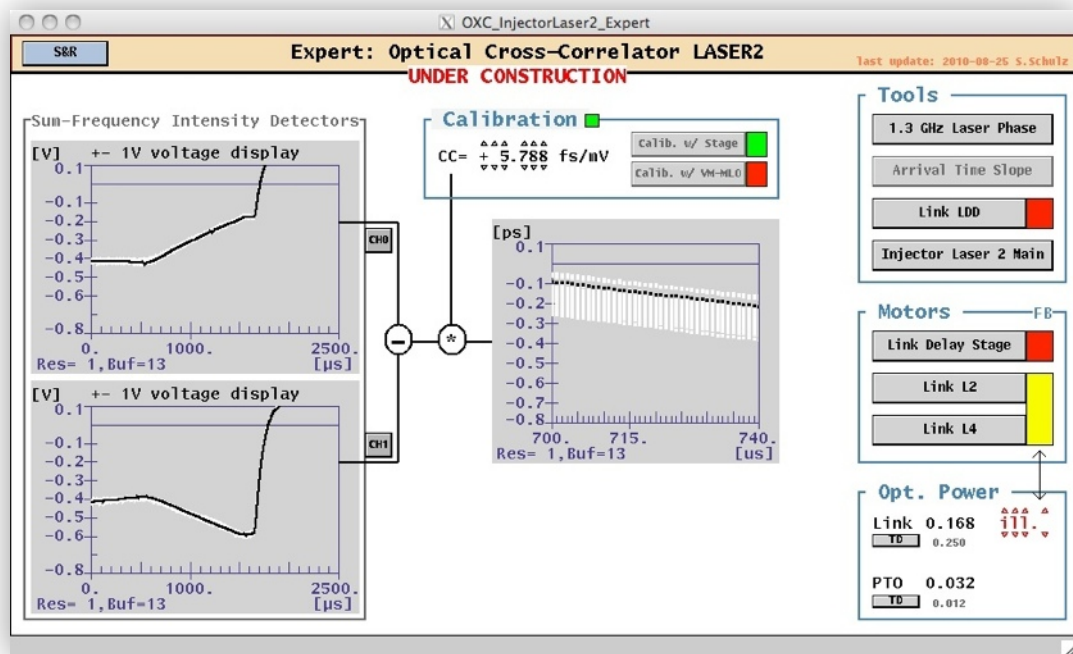 OXC_InjectorLaser2_Expert
S&R
Expert: Optical Cross-Correlator LASER2
UNDER CONSTRUCTION
last update: 2010-08-25 S.Schulz
Sum-Frequency Intensity Detectors
[V] +- 1V voltage display
0.1
-0.1
-0.2
-0.3
-0.4
-0.5
-0.6
-0.8
0. 1000. 2500.
Res= 1,Buf=13 [µs]
CH0
[V] +- 1V voltage display
0.1
-0.1
-0.2
-0.3
-0.4
-0.5
-0.6
-0.8
0. 1000. 2500.
Res= 1,Buf=13 [µs]
CH1
Calibration
CC= + 5.788 fs/mV
Calib. w/ Stage
Calib. w/ VM-MLO
–
*
[ps]
0.1
-0.1
-0.2
-0.3
-0.4
-0.5
-0.6
-0.7
-0.8
700. 715. 740.
Res= 1,Buf=13 [us]
Tools
1.3 GHz Laser Phase
Arrival Time Slope
Link LDD
Injector Laser 2 Main
Motors FB
Link Delay Stage
Link L2
Link L4
Opt. Power
Link 0.168 ill.
TD 0.250
PTO 0.032
TD 0.012